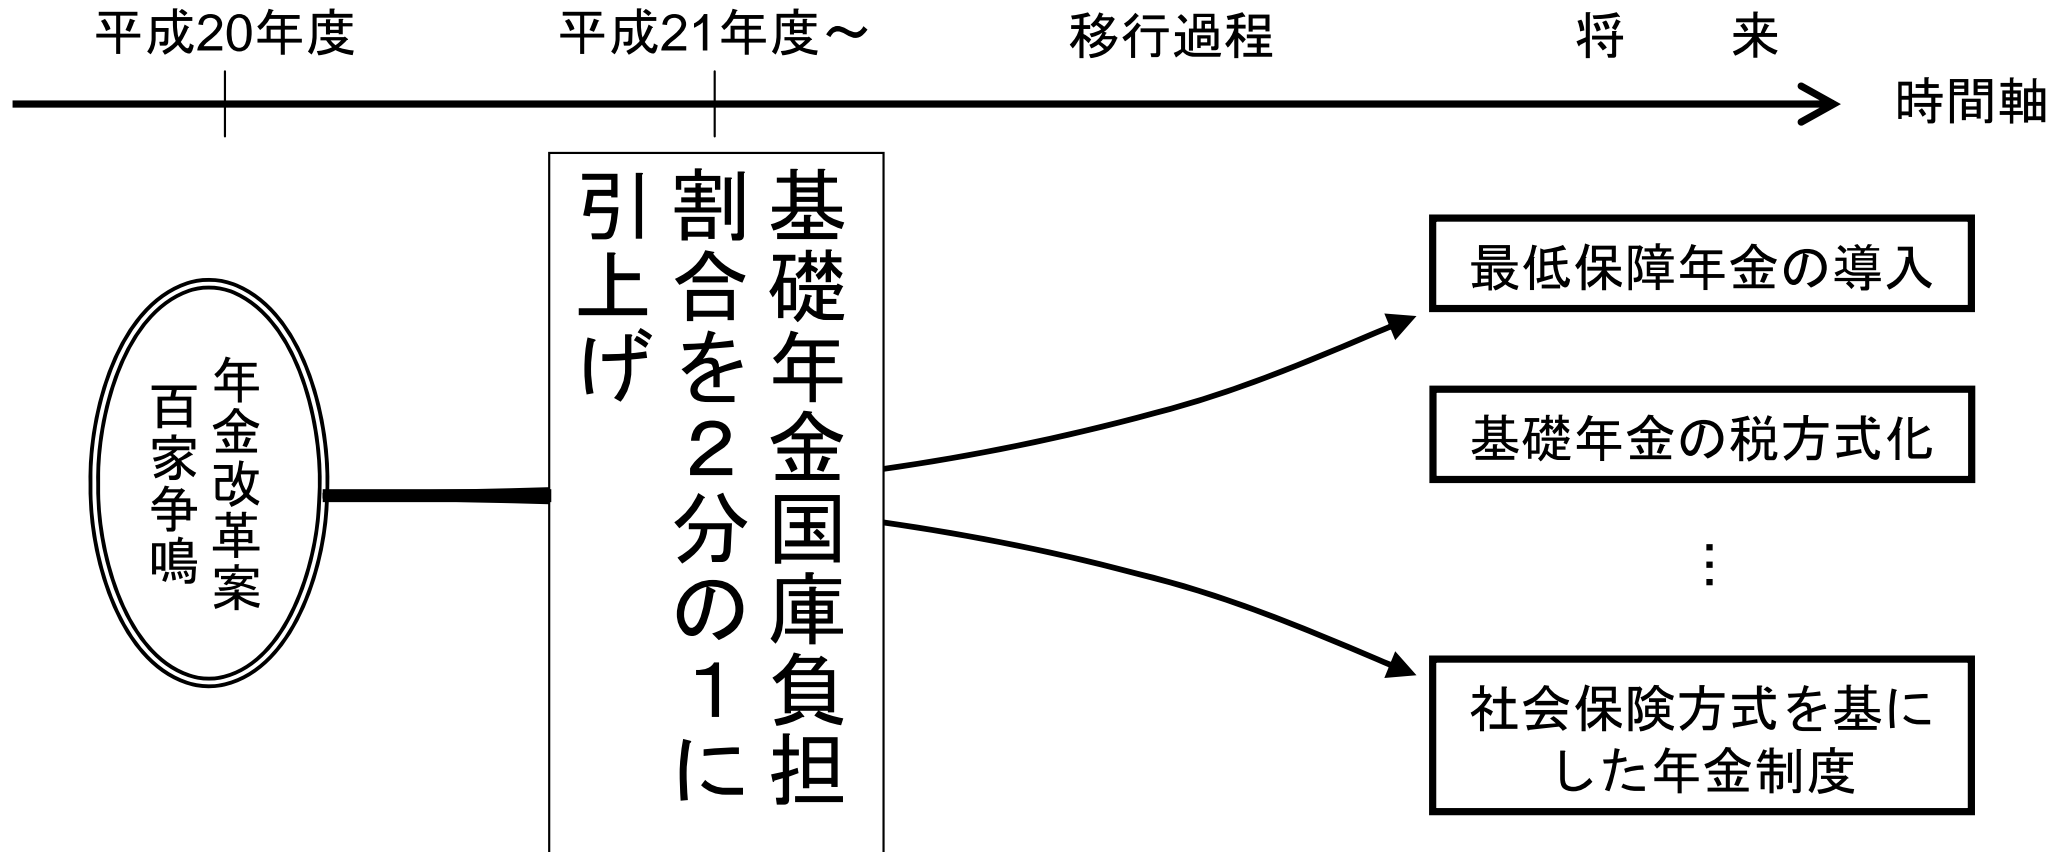 平成20年度
平成21年度～
移行過程
将　来
時間軸
年金改革案
百家争鳴
基礎年金国庫負担
割合を２分の１に
引上げ
最低保障年金の導入
基礎年金の税方式化
…
社会保険方式を基に
した年金制度